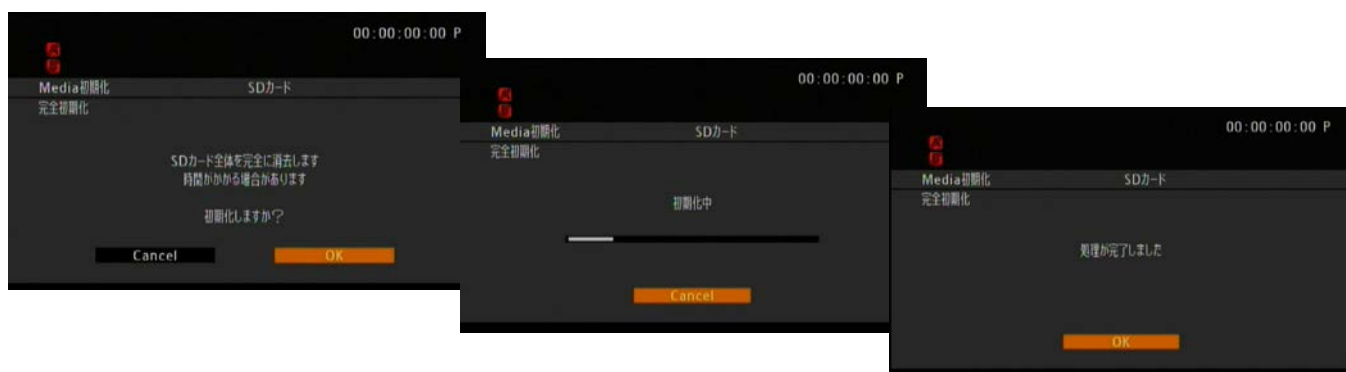 00:00:00:00 P
A
B
Media初期化 SDカード
完全初期化
SDカード全体を完全に消去します
時間がかかる場合があります
初期化しますか?
Cancel OK
00:00:00:00 P
A
B
Media初期化 SDカード
完全初期化
初期化中
Cancel
00:00:00:00 P
A
B
Media初期化 SDカード
完全初期化
処理が完了しました
OK